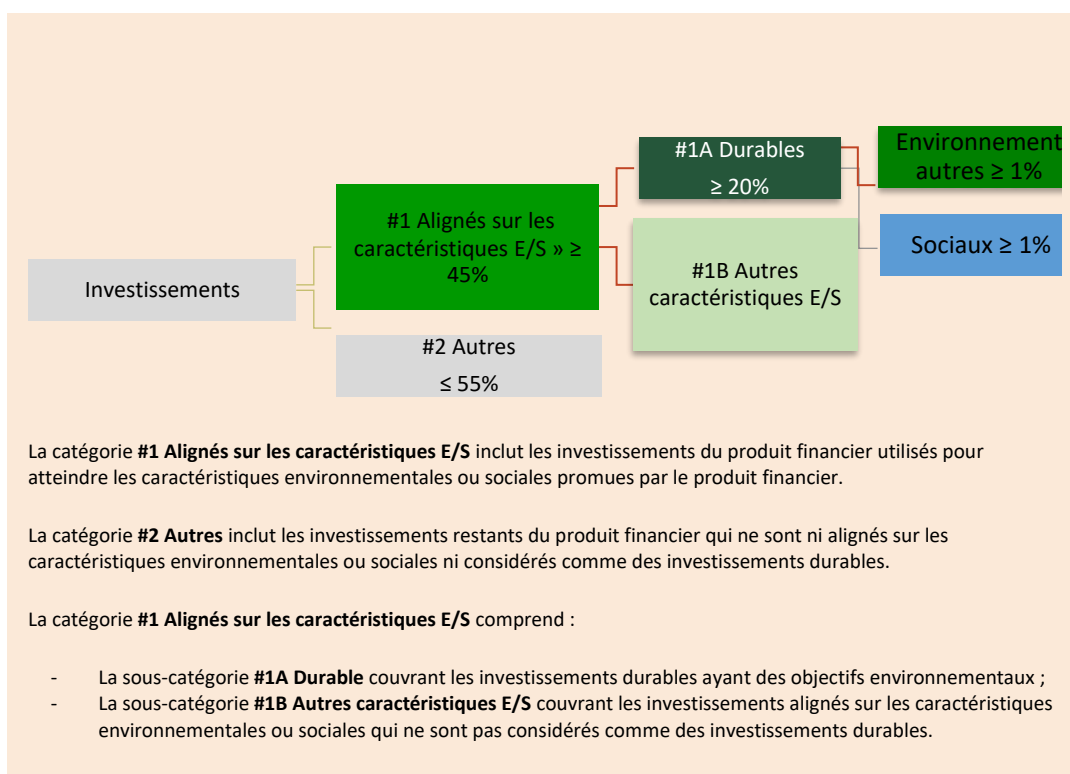 Investissements
#1 Alignés sur les
caractéristiques E/S » ≥
45%
#2 Autres
≤ 55%
#1A Durables
≥ 20%
#1B Autres
caractéristiques E/S
Environnement
autres ≥ 1%
Sociaux ≥ 1%
La catégorie #1 Alignés sur les caractéristiques E/S inclut les investissements du produit financier utilisés pour
atteindre les caractéristiques environnementales ou sociales promues par le produit financier.
La catégorie #2 Autres inclut les investissements restants du produit financier qui ne sont ni alignés sur les
caractéristiques environnementales ou sociales ni considérés comme des investissements durables.
La catégorie #1 Alignés sur les caractéristiques E/S comprend :
- La sous-catégorie #1A Durable couvrant les investissements durables ayant des objectifs environnementaux ;
- La sous-catégorie #1B Autres caractéristiques E/S couvrant les investissements alignés sur les caractéristiques
environnementales ou sociales qui ne sont pas considérés comme des investissements durables.